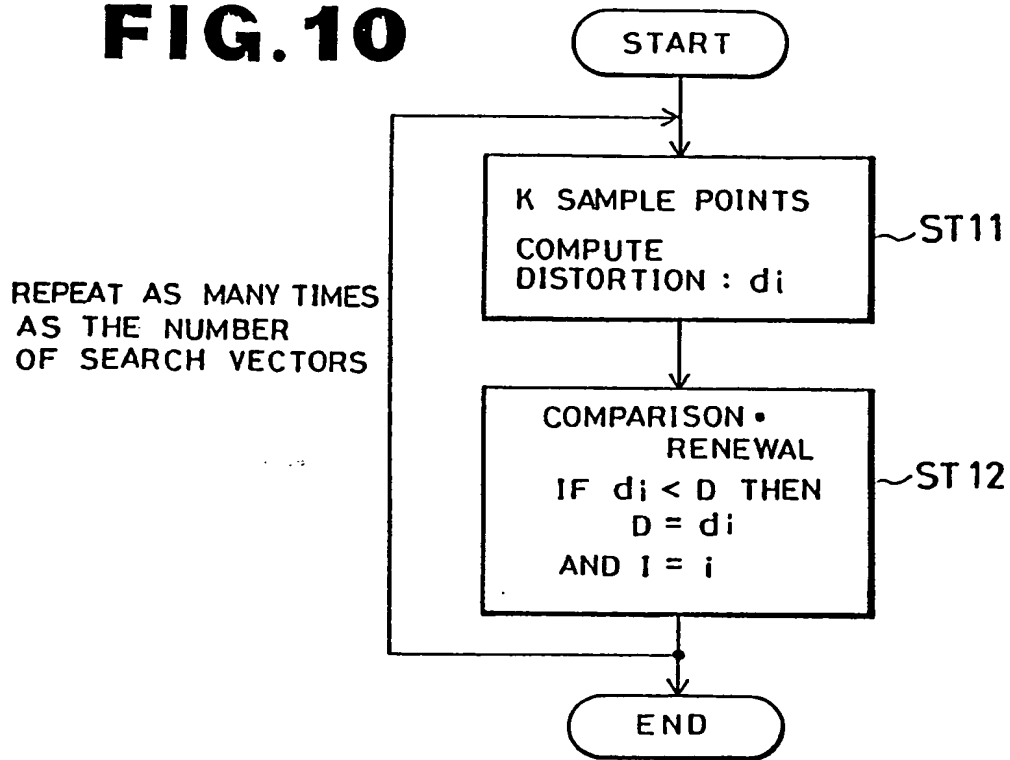 FIG.10
START
K SAMPLE POINTS
COMPUTE
DISTORTION : di
ST11
REPEAT AS MANY TIMES
AS THE NUMBER
OF SEARCH VECTORS
COMPARISON •
RENEWAL
IF di < D THEN
D = di
AND I = i
ST12
END